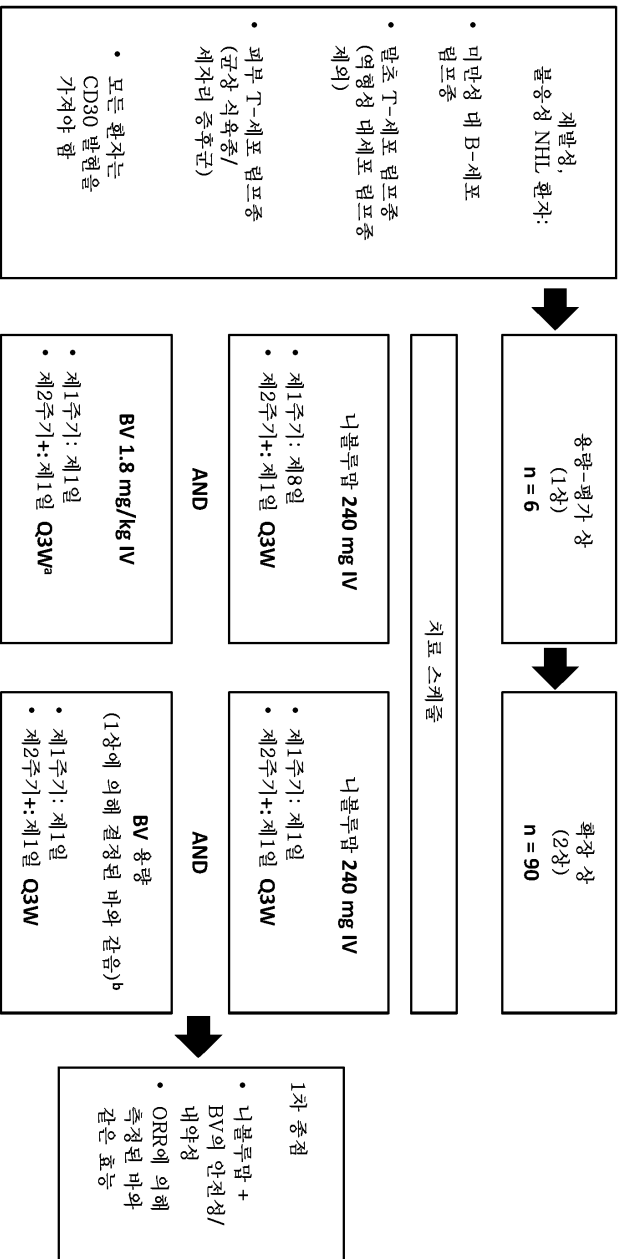 재발성,
불응성 NHL 환자:
• 미만성 대 B-세포
림프종
• 말초 T-세포 림프종
(역형성 대세포 림프종
제외)
• 피부 T-세포 림프종
(균상 식육종/
세자리 증후군)
• 모든 환자는
CD30 발현을
가져야 함
용량-평가 상
(1상)
n = 6
확장 상
(2상)
n = 90
치료 스케줄
니볼루맙 240 mg IV
• 제1주기: 제8일
• 제2주기+: 제1일 Q3W
AND
BV 1.8 mg/kg IV
• 제1주기: 제1일
• 제2주기+: 제1일 Q3Wᵃ
니볼루맙 240 mg IV
• 제1주기: 제1일
• 제2주기+: 제1일 Q3W
AND
BV 용량
(1상에 의해 결정된 바와 같음)ᵇ
• 제1주기: 제1일
• 제2주기+: 제1일 Q3W
1차 종점
• 니볼루맙 +
BV의 안전성/
내약성
• ORR에 의해
측정된 바와
같은 효능